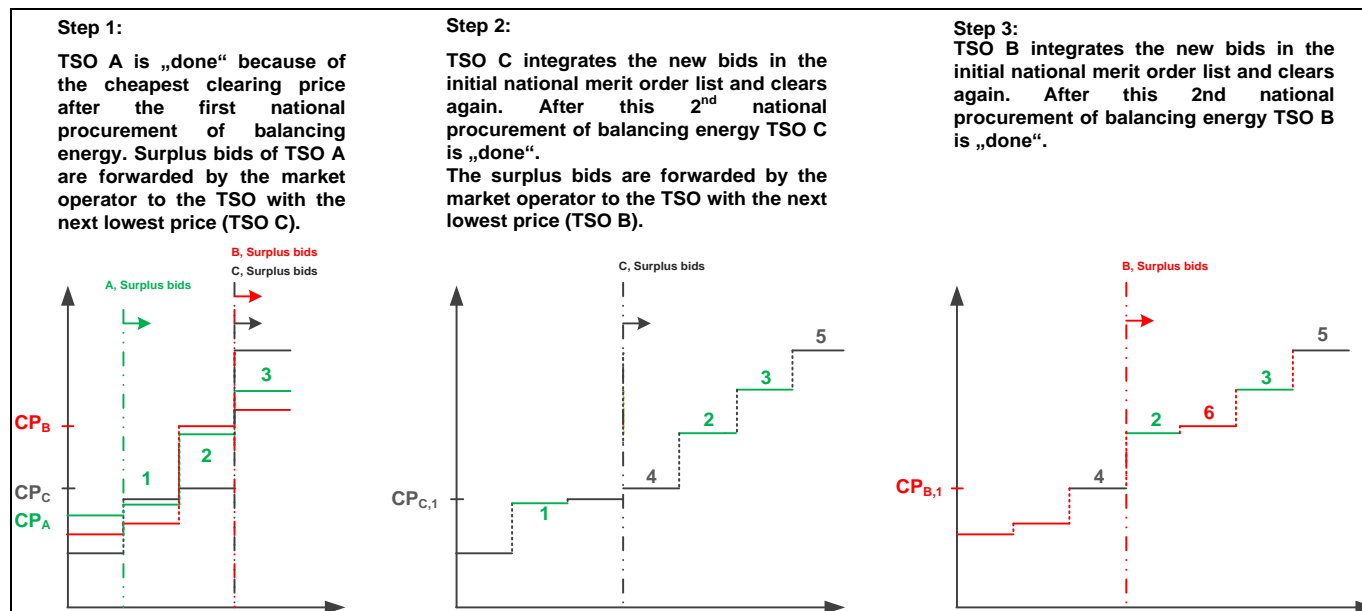 Step 1:
TSO A is „done“ because of
the cheapest clearing price
after the first national
procurement of balancing
energy. Surplus bids of TSO A
are forwarded by the market
operator to the TSO with the
next lowest price (TSO C).
Step 2:
TSO C integrates the new bids in the
initial national merit order list and clears
again. After this 2nd national
procurement of balancing energy TSO C
is „done“.
The surplus bids are forwarded by the
market operator to the TSO with the next
lowest price (TSO B).
Step 3:
TSO B integrates the new bids in the
initial national merit order list and clears
again. After this 2nd national
procurement of balancing energy TSO B
is „done“.
B, Surplus bids
C, Surplus bids
A, Surplus bids
3
CPB
2
1
CPC
CPA
C, Surplus bids
5
3
2
4
CPC,1
1
B, Surplus bids
5
3
6
2
4
CPB,1